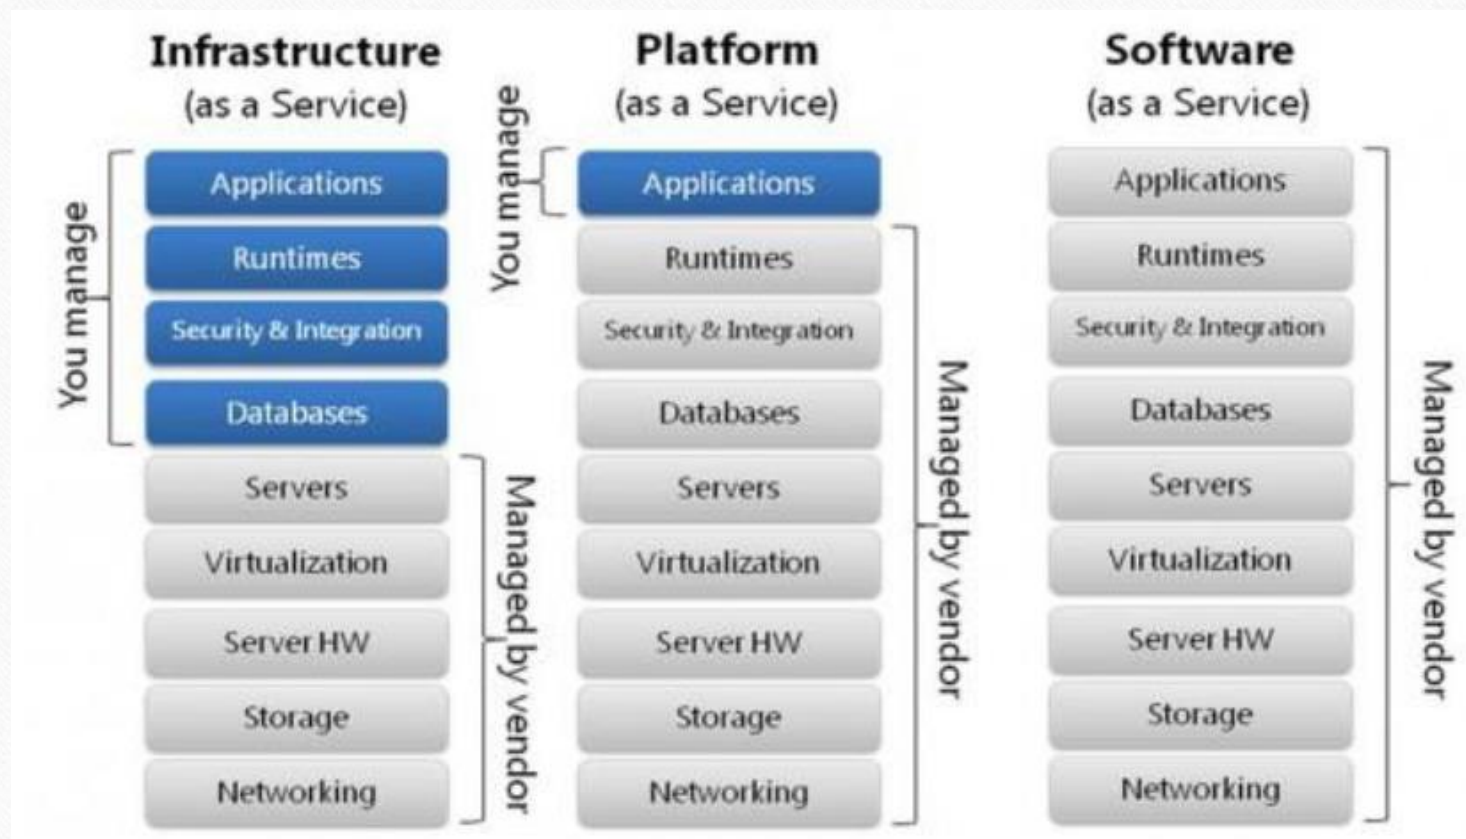 Infrastructure
(as a Service)
You manage
Applications
Runtimes
Security & Integration
Databases
Servers
Virtualization
Server HW
Storage
Networking
Managed by vendor
Platform
(as a Service)
You manage
Applications
Runtimes
Security & Integration
Databases
Servers
Virtualization
Server HW
Storage
Networking
Managed by vendor
Software
(as a Service)
Applications
Runtimes
Security & Integration
Databases
Servers
Virtualization
Server HW
Storage
Networking
Managed by vendor